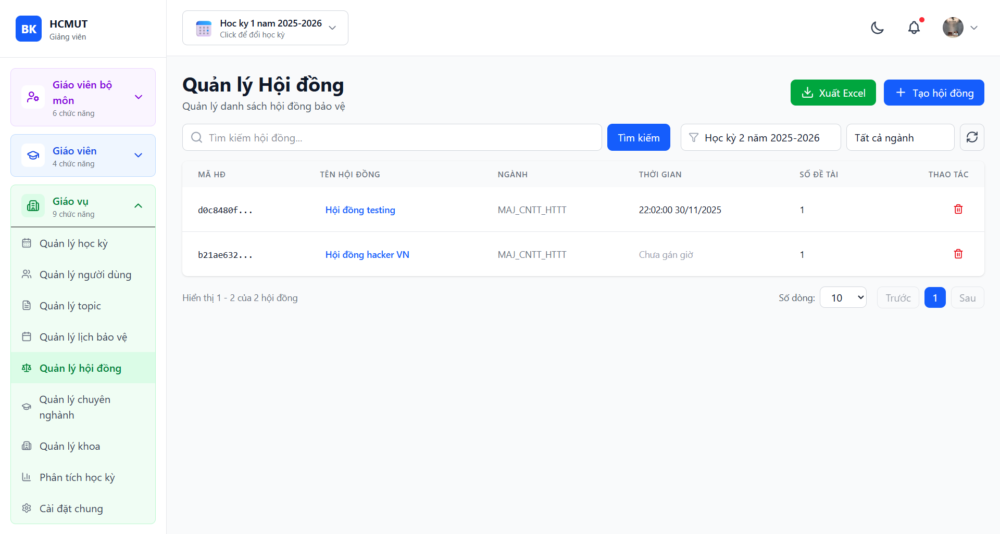 BK
HCMUT
Giảng viên
Giáo viên bộ
môn
6 chức năng
Giáo viên
4 chức năng
Giáo vụ
9 chức năng
Quản lý học kỳ
Quản lý người dùng
Quản lý topic
Quản lý lịch bảo vệ
Quản lý hội đồng
Quản lý chuyên
nghành
Quản lý khoa
Phân tích học kỳ
Cài đặt chung
Hoc ky 1 nam 2025-2026
Click để đổi học kỳ
Quản lý Hội đồng
Quản lý danh sách hội đồng bảo vệ
Xuất Excel
Tạo hội đồng
Tìm kiếm hội đồng...
Tìm kiếm
Học kỳ 2 năm 2025-2026
Tất cả ngành
MÃ HĐ TÊN HỘI ĐỒNG NGÀNH THỜI GIAN SỐ ĐỀ TÀI THAO TÁC
d0c8480f... Hội đồng testing MAJ_CNTT_HTTT 22:02:00 30/11/2025 1
b21ae632... Hội đồng hacker VN MAJ_CNTT_HTTT Chưa gán giờ 1
Hiển thị 1 - 2 của 2 hội đồng
Số dòng: 10
Trước 1 Sau